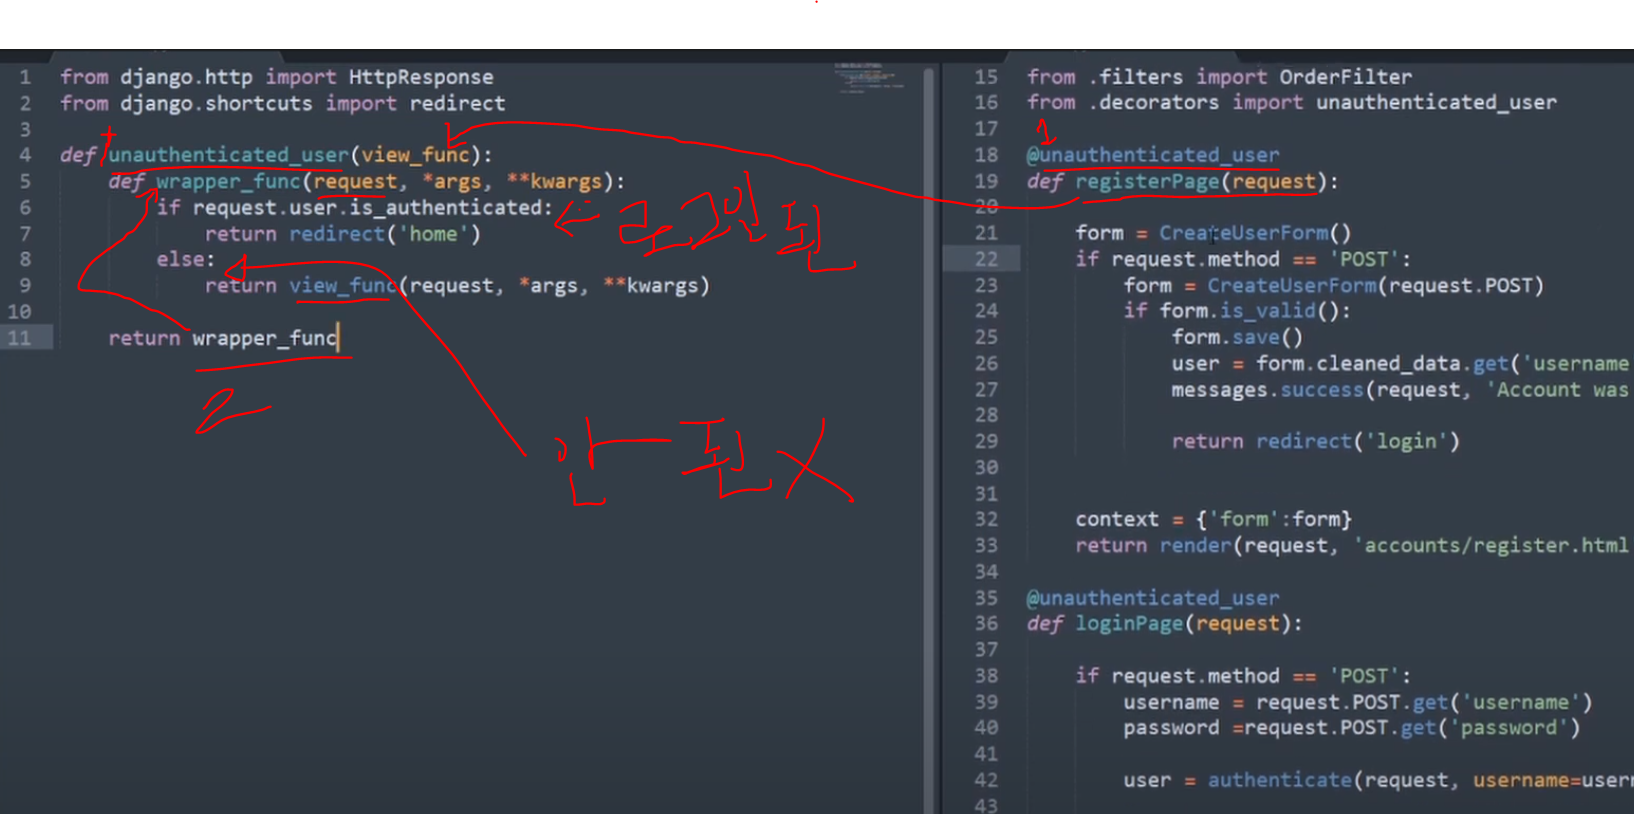 1 from django.http import HttpResponse
2 from django.shortcuts import redirect
3
4 def unauthenticated_user(view_func):
5 def wrapper_func(request, *args, **kwargs):
6 if request.user.is_authenticated:
7 return redirect('home')
8 else:
9 return view_func(request, *args, **kwargs)
10
11 return wrapper_func
로그인 된
2
안 된 X
15 from .filters import OrderFilter
16 from .decorators import unauthenticated_user
17
1
18 @unauthenticated_user
19 def registerPage(request):
20
21 form = CreateUserForm()
22 if request.method == 'POST':
23 form = CreateUserForm(request.POST)
24 if form.is_valid():
25 form.save()
26 user = form.cleaned_data.get('username
27 messages.success(request, 'Account was
28
29 return redirect('login')
30
31
32 context = {'form':form}
33 return render(request, 'accounts/register.html
34
35 @unauthenticated_user
36 def loginPage(request):
37
38 if request.method == 'POST':
39 username = request.POST.get('username')
40 password =request.POST.get('password')
41
42 user = authenticate(request, username=user
43